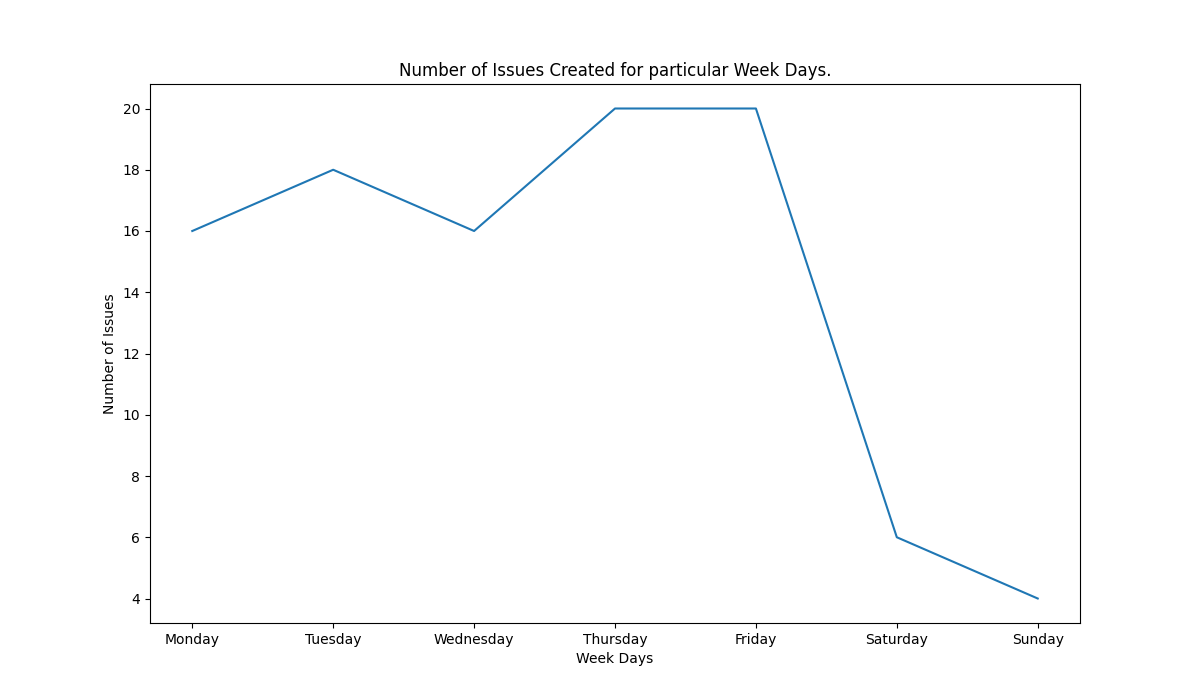 Number of Issues Created for particular Week Days.
20
18
16
14
12
10
8
6
4
Number of Issues
Monday Tuesday Wednesday Thursday Friday Saturday Sunday
Week Days